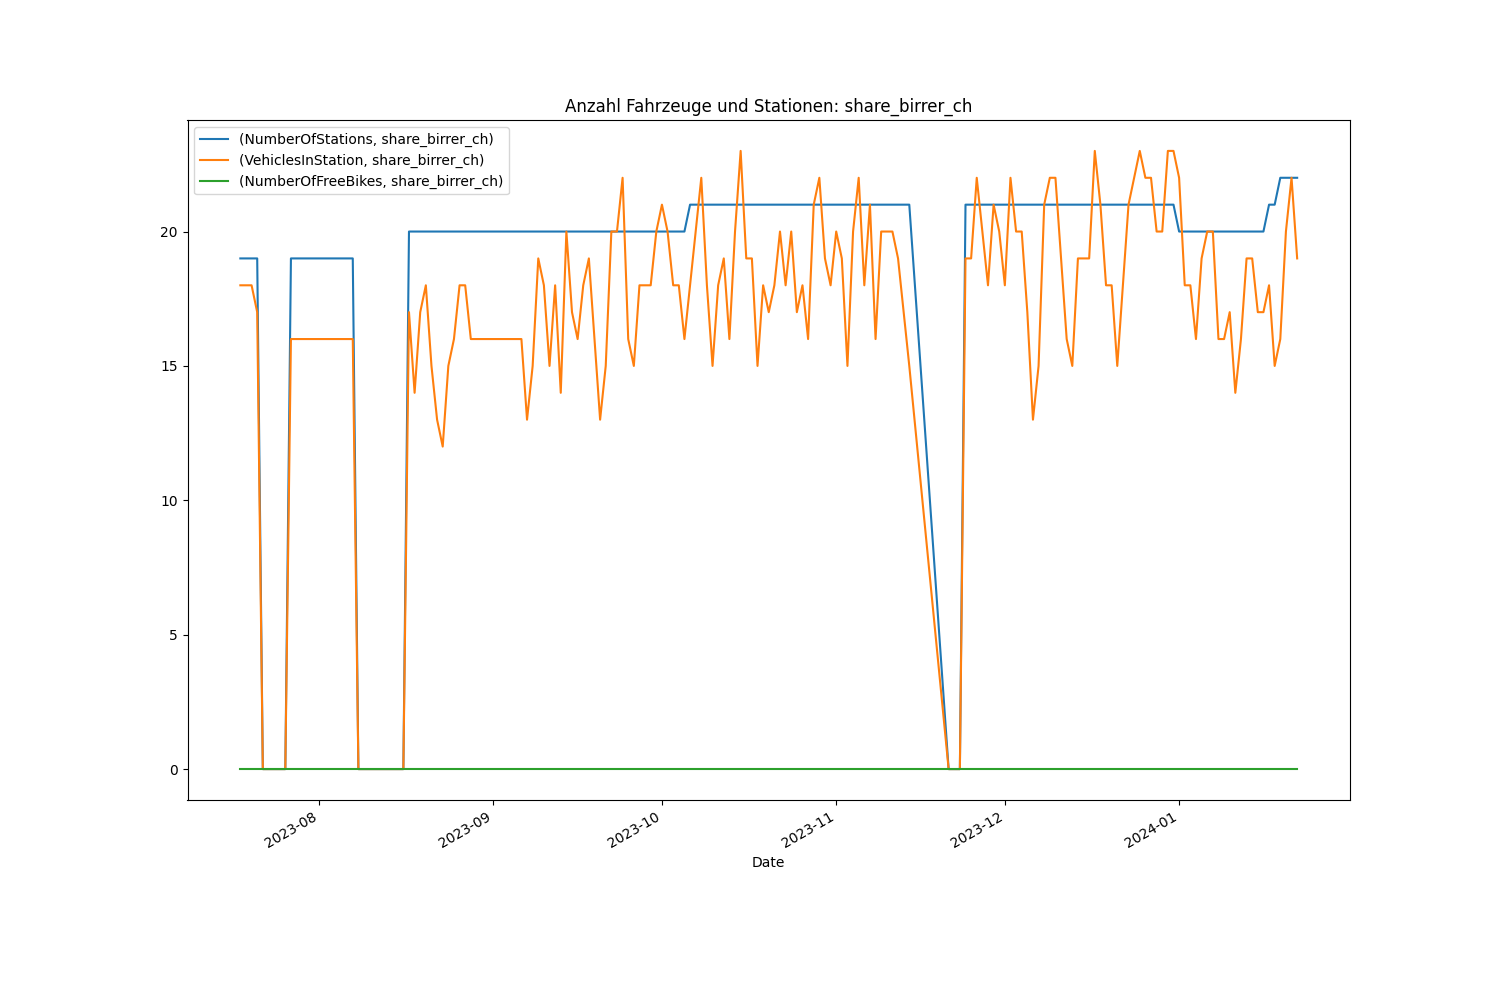 Anzahl Fahrzeuge und Stationen: share_birrer_ch
(NumberOfStations, share_birrer_ch)
(VehiclesInStation, share_birrer_ch)
(NumberOfFreeBikes, share_birrer_ch)
20
15
10
5
0
2023-08
2023-09
2023-10
2023-11
2023-12
2024-01
Date